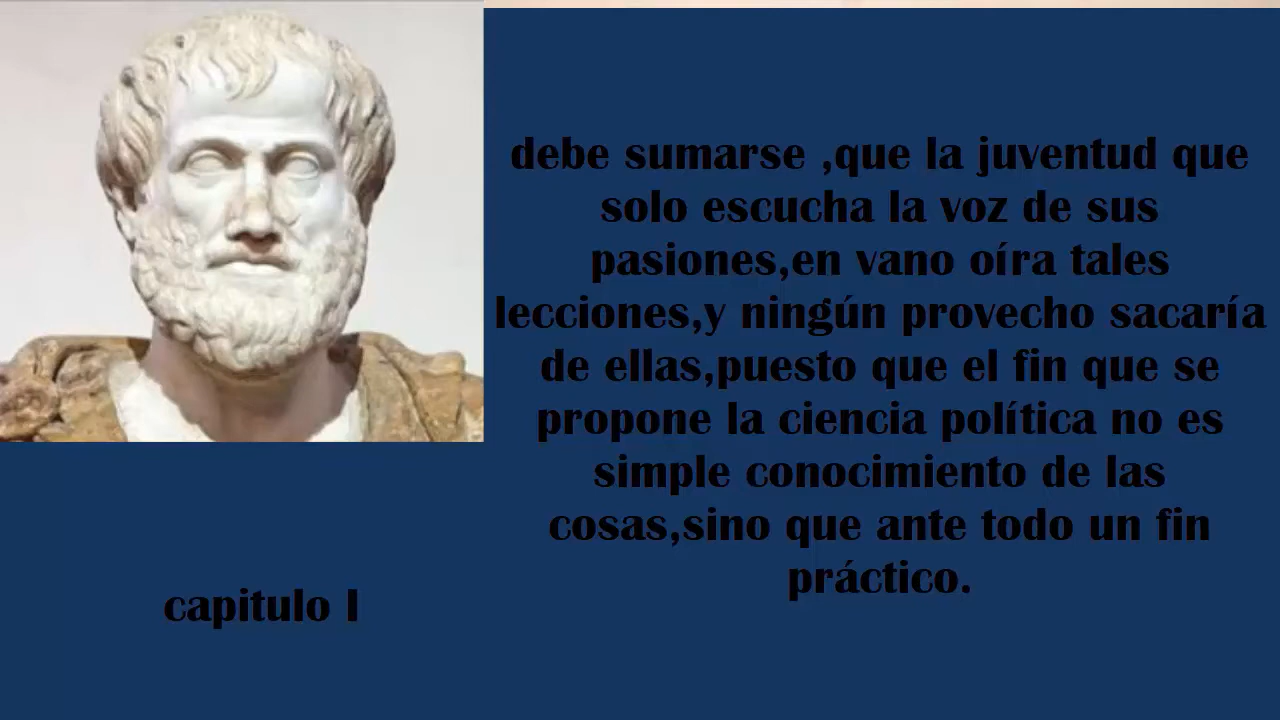 debe sumarse ,que la juventud que
solo escucha la voz de sus
pasiones,en vano oíra tales
lecciones,y ningún provecho sacaría
de ellas,puesto que el fin que se
propone la ciencia política no es
simple conocimiento de las
cosas,sino que ante todo un fin
práctico.
capitulo I